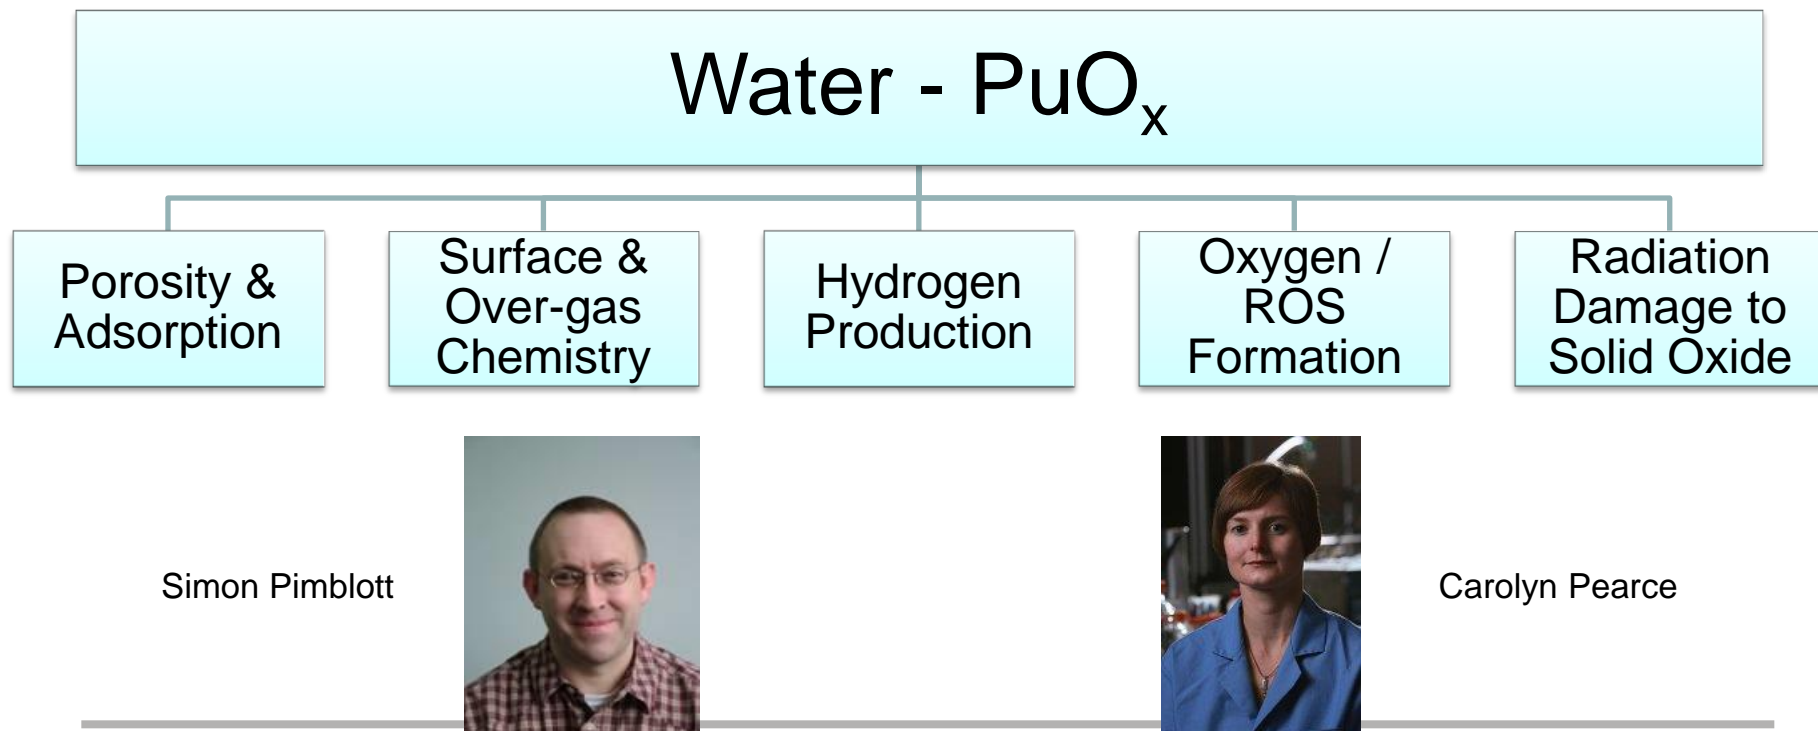 Water - PuOₓ
Porosity &
Adsorption
Surface &
Over-gas
Chemistry
Hydrogen
Production
Oxygen /
ROS
Formation
Radiation
Damage to
Solid Oxide
Simon Pimblott
Carolyn Pearce